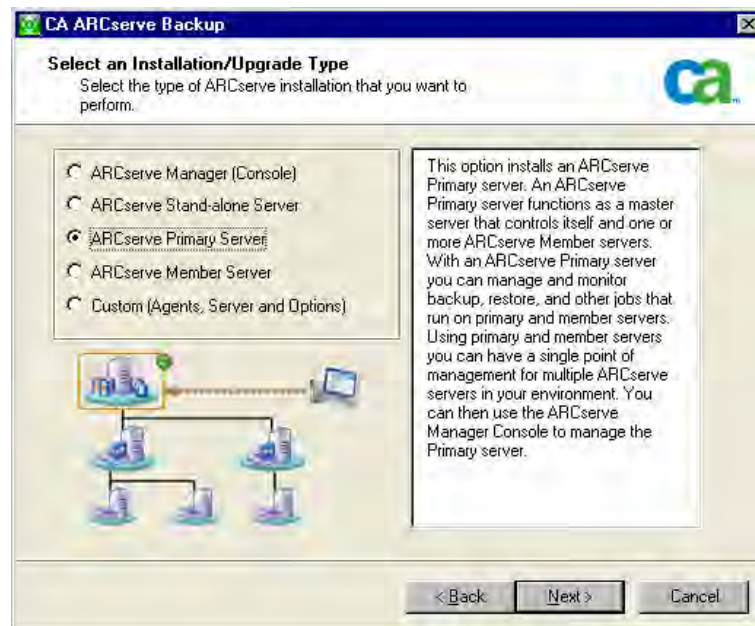 CA ARCserve Backup
Select an Installation/Upgrade Type
Select the type of ARCserve installation that you want to
perform.
ca
ARCserve Manager (Console)
ARCserve Stand-alone Server
ARCserve Primary Server
ARCserve Member Server
Custom (Agents, Server and Options)
This option installs an ARCserve
Primary server. An ARCserve
Primary server functions as a master
server that controls itself and one or
more ARCserve Member servers.
With an ARCserve Primary server
you can manage and monitor
backup, restore, and other jobs that
run on primary and member servers.
Using primary and member servers
you can have a single point of
management for multiple ARCserve
servers in your environment. You
can then use the ARCserve
Manager Console to manage the
Primary server.
< Back
Next >
Cancel